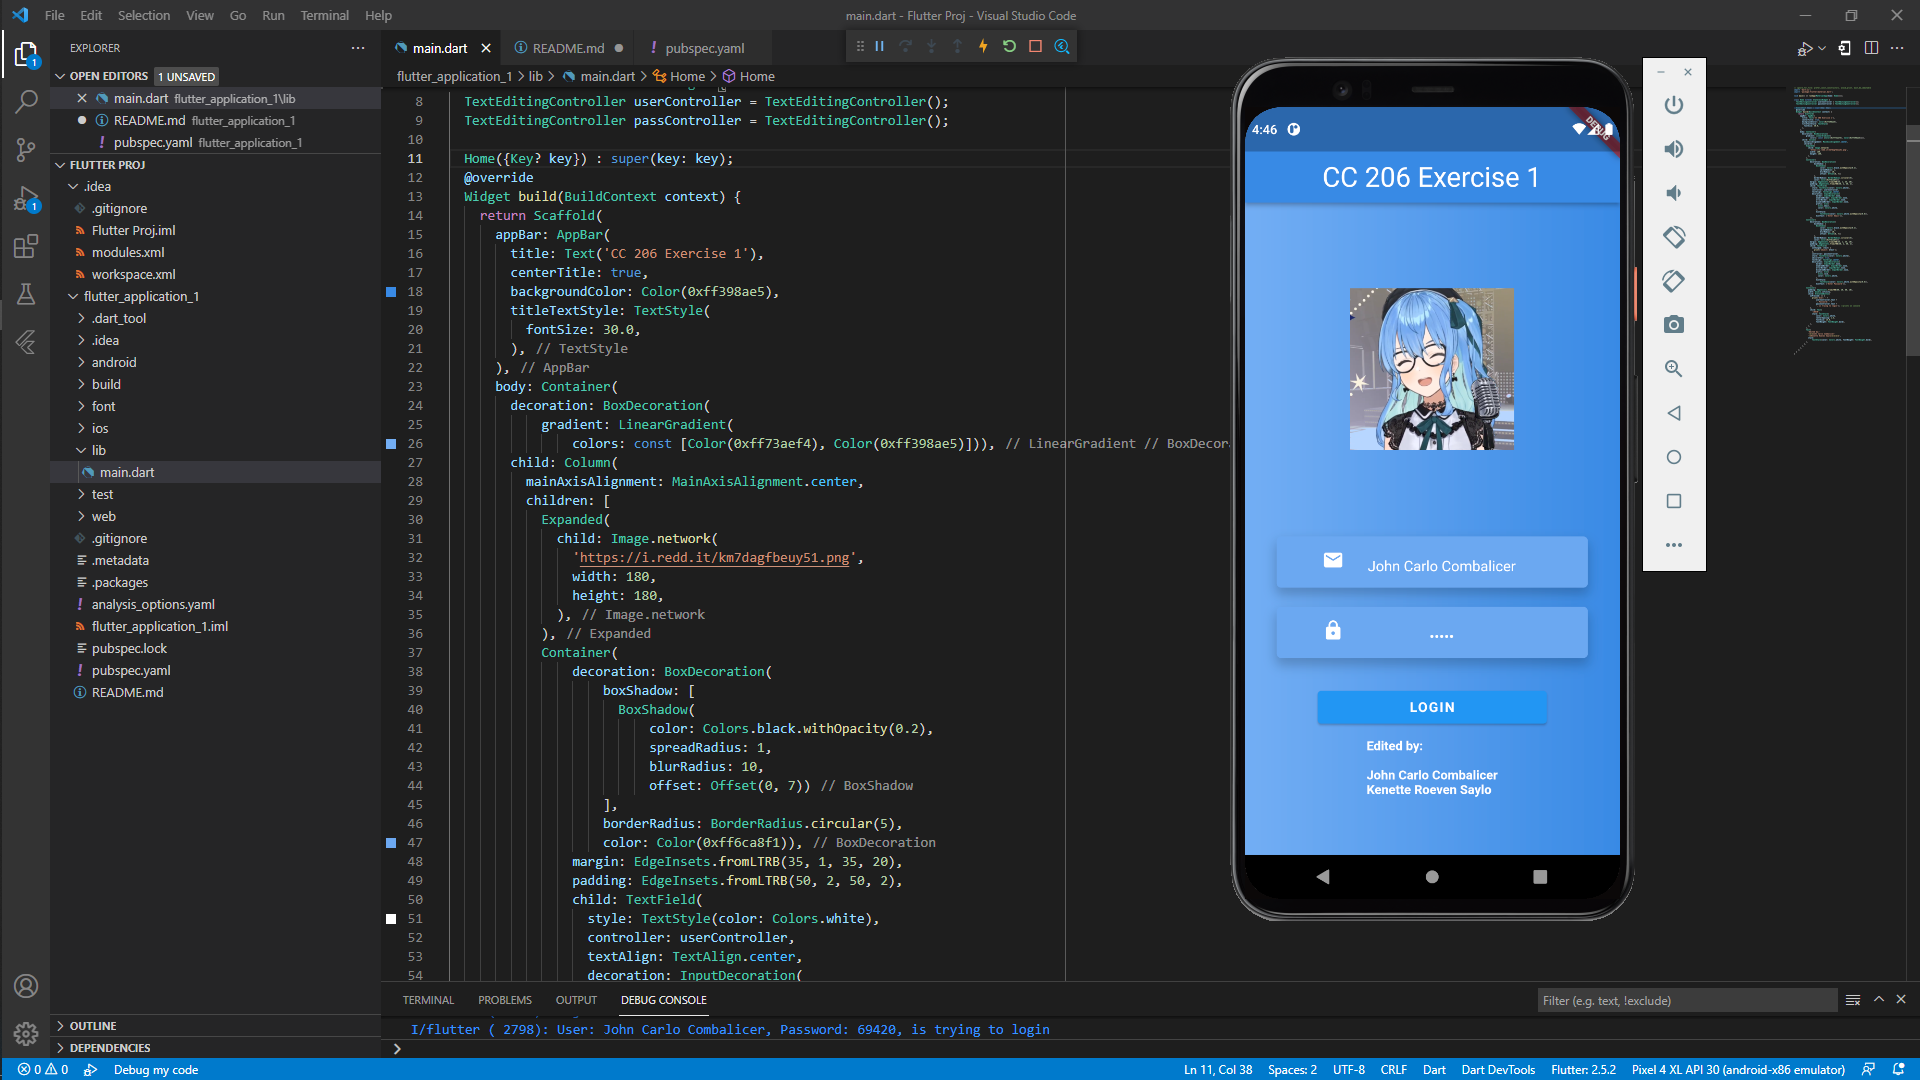 File Edit Selection View Go Run Terminal Help
main.dart - Flutter Proj - Visual Studio Code
EXPLORER
OPEN EDITORS 1 UNSAVED
main.dart flutter_application_1\lib
README.md flutter_application_1
pubspec.yaml flutter_application_1
FLUTTER PROJ
.idea
.gitignore
Flutter Proj.iml
modules.xml
workspace.xml
flutter_application_1
.dart_tool
.idea
android
build
font
ios
lib
main.dart
test
web
.gitignore
.metadata
.packages
analysis_options.yaml
flutter_application_1.iml
pubspec.lock
pubspec.yaml
README.md
OUTLINE
DEPENDENCIES
main.dart README.md pubspec.yaml
flutter_application_1 > lib > main.dart > Home > Home
8 TextEditingController userController = TextEditingController();
9 TextEditingController passController = TextEditingController();
10
11 Home({Key? key}) : super(key: key);
12 @override
13 Widget build(BuildContext context) {
14 return Scaffold(
15 appBar: AppBar(
16 title: Text('CC 206 Exercise 1'),
17 centerTitle: true,
18 backgroundColor: Color(0xff398ae5),
19 titleTextStyle: TextStyle(
20 fontSize: 30.0,
21 ), // TextStyle
22 ), // AppBar
23 body: Container(
24 decoration: BoxDecoration(
25 gradient: LinearGradient(
26 colors: const [Color(0xff73aef4), Color(0xff398ae5)])), // LinearGradient // BoxDecor
27 child: Column(
28 mainAxisAlignment: MainAxisAlignment.center,
29 children: [
30 Expanded(
31 child: Image.network(
32 'https://i.redd.it/km7dagfbeuy51.png',
33 width: 180,
34 height: 180,
35 ), // Image.network
36 ), // Expanded
37 Container(
38 decoration: BoxDecoration(
39 boxShadow: [
40 BoxShadow(
41 color: Colors.black.withOpacity(0.2),
42 spreadRadius: 1,
43 blurRadius: 10,
44 offset: Offset(0, 7)) // BoxShadow
45 ],
46 borderRadius: BorderRadius.circular(5),
47 color: Color(0xff6ca8f1)), // BoxDecoration
48 margin: EdgeInsets.fromLTRB(35, 1, 35, 20),
49 padding: EdgeInsets.fromLTRB(50, 2, 50, 2),
50 child: TextField(
51 style: TextStyle(color: Colors.white),
52 controller: userController,
53 textAlign: TextAlign.center,
54 decoration: InputDecoration(
4:46
DEBUG
CC 206 Exercise 1
John Carlo Combalicer
•••••
LOGIN
Edited by:
John Carlo Combalicer
Kenette Roeven Saylo
TERMINAL PROBLEMS OUTPUT DEBUG CONSOLE
Filter (e.g. text, !exclude)
I/flutter ( 2798): User: John Carlo Combalicer, Password: 69420, is trying to login
0 0 Debug my code
Ln 11, Col 38 Spaces: 2 UTF-8 CRLF Dart Dart DevTools Flutter: 2.5.2 Pixel 4 XL API 30 (android-x86 emulator)